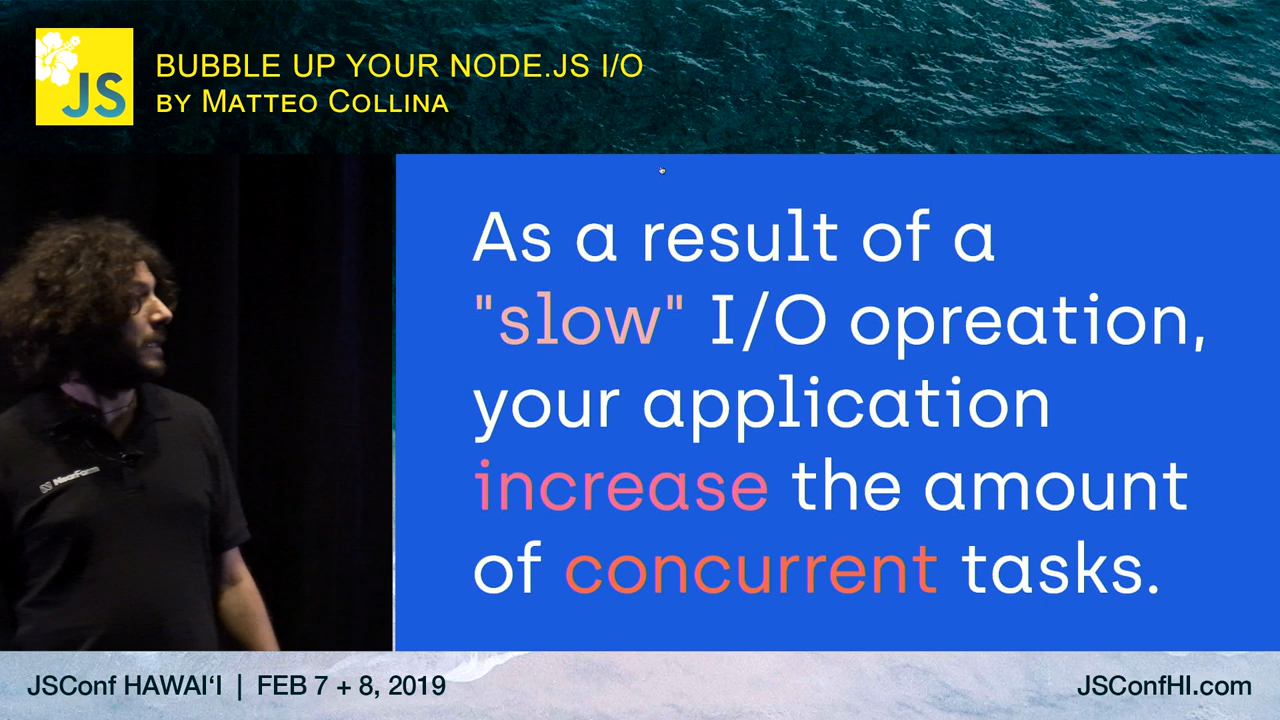 JS
BUBBLE UP YOUR NODE.JS I/O
BY MATTEO COLLINA
As a result of a
"slow" I/O opreation,
your application
increase the amount
of concurrent tasks.
NearForm
JSConf HAWAI‘I | FEB 7 + 8, 2019
JSConfHI.com